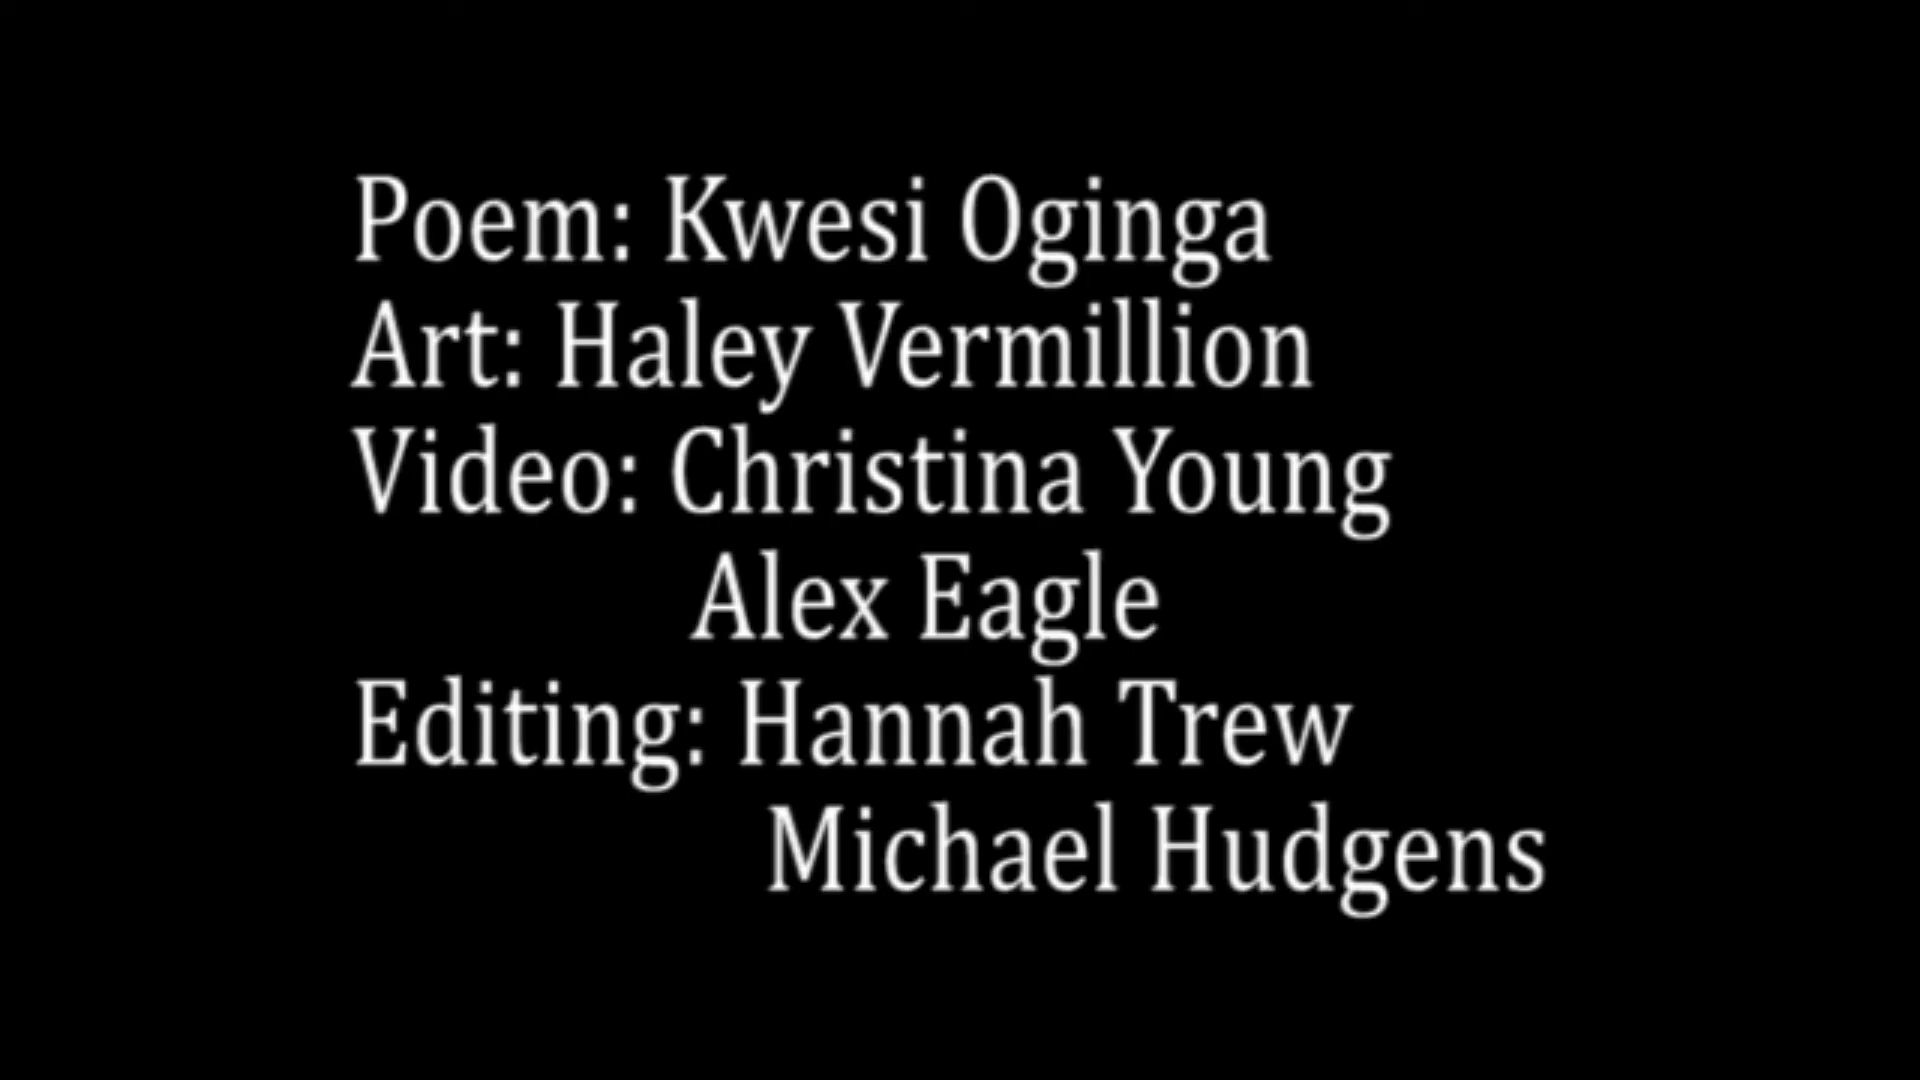 Poem: Kwesi Oginga
Art: Haley Vermillion
Video: Christina Young
Alex Eagle
Editing: Hannah Trew
Michael Hudgens